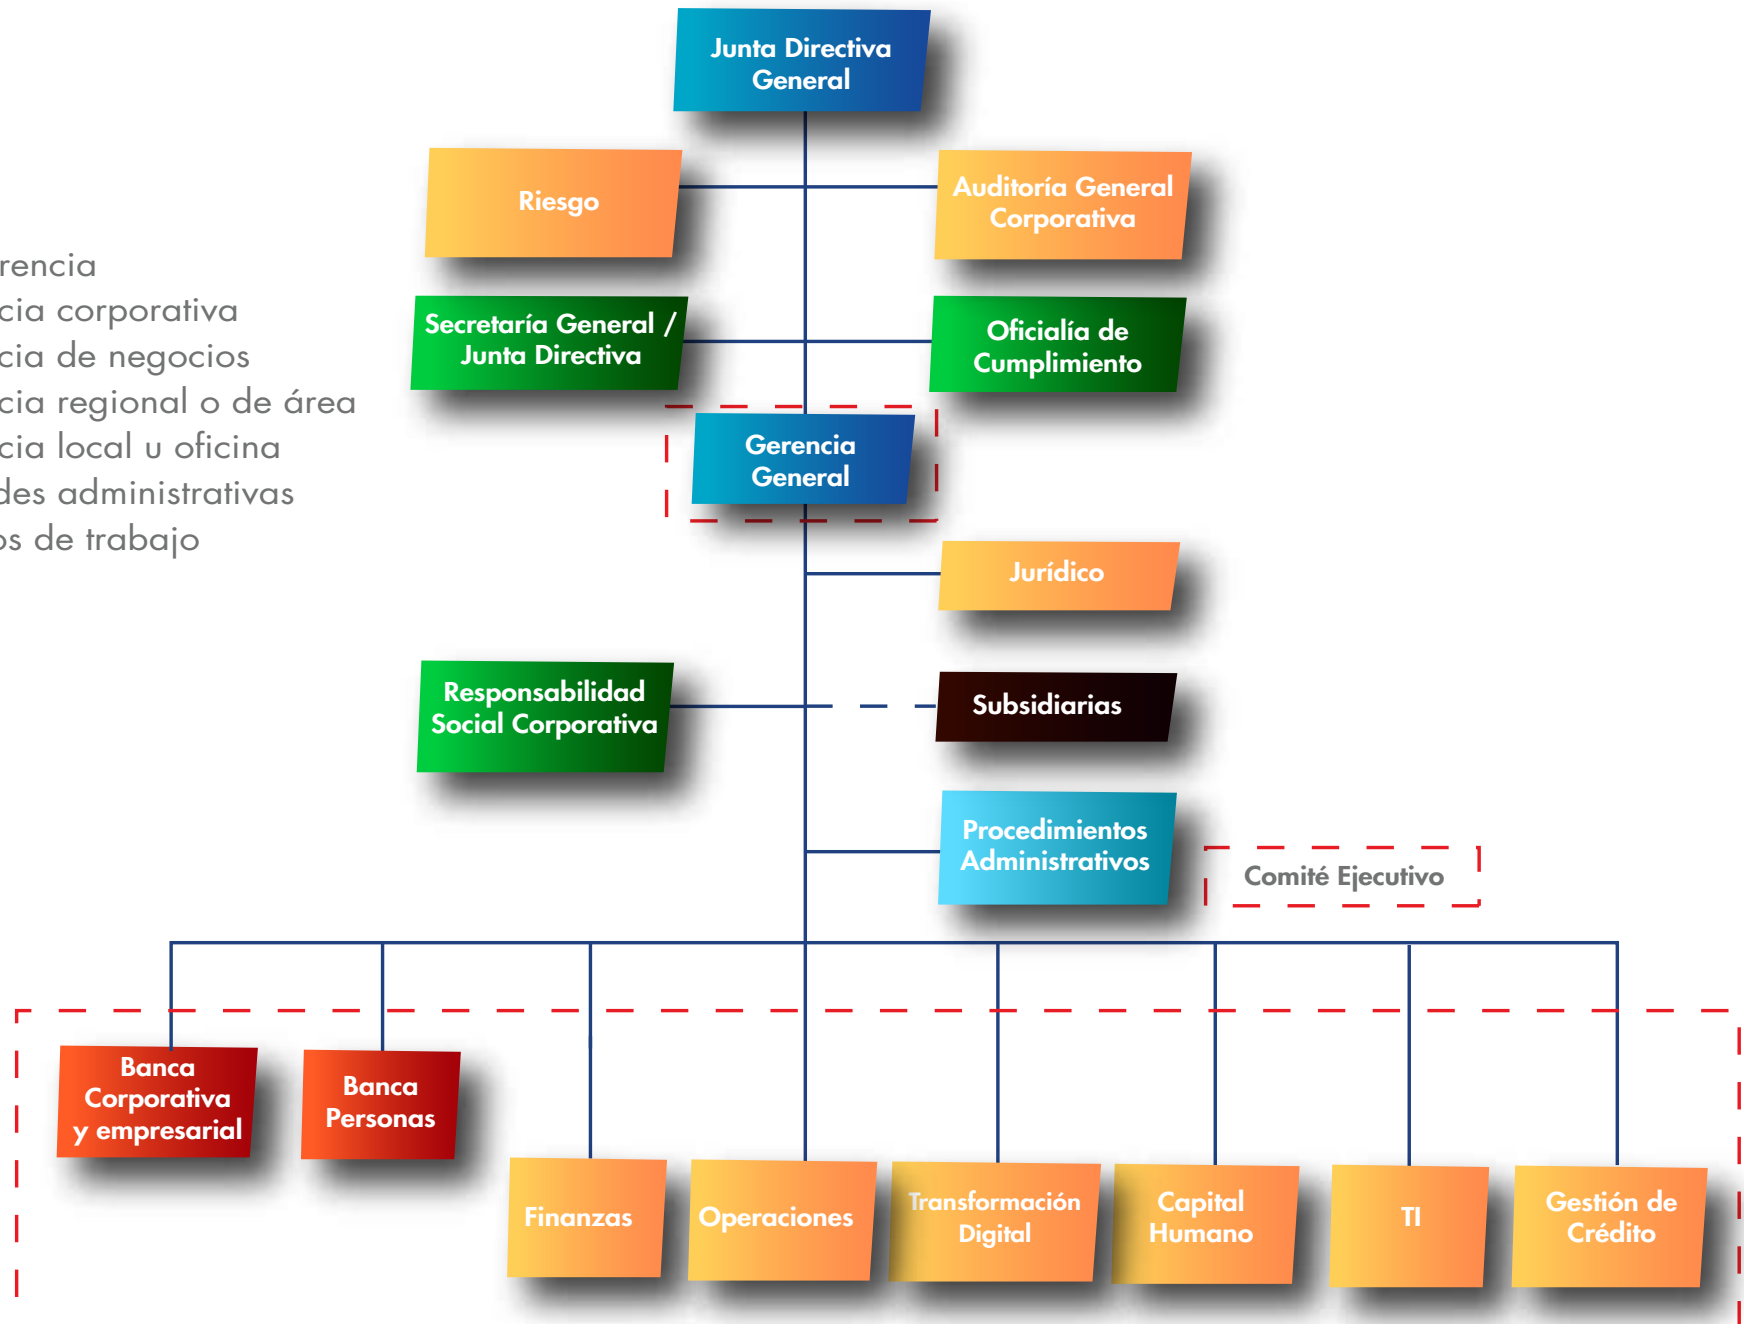 Junta Directiva
General
Riesgo
Auditoría General
Corporativa
rencia
cia corporativa
cia de negocios
cia regional o de área
cia local u oficina
des administrativas
os de trabajo
Secretaría General /
Junta Directiva
Oficialía de
Cumplimiento
Gerencia
General
Jurídico
Responsabilidad
Social Corporativa
Subsidiarias
Procedimientos
Administrativos
Comité Ejecutivo
Banca
Corporativa
y empresarial
Banca
Personas
Finanzas
Operaciones
Transformación
Digital
Capital
Humano
TI
Gestión de
Crédito